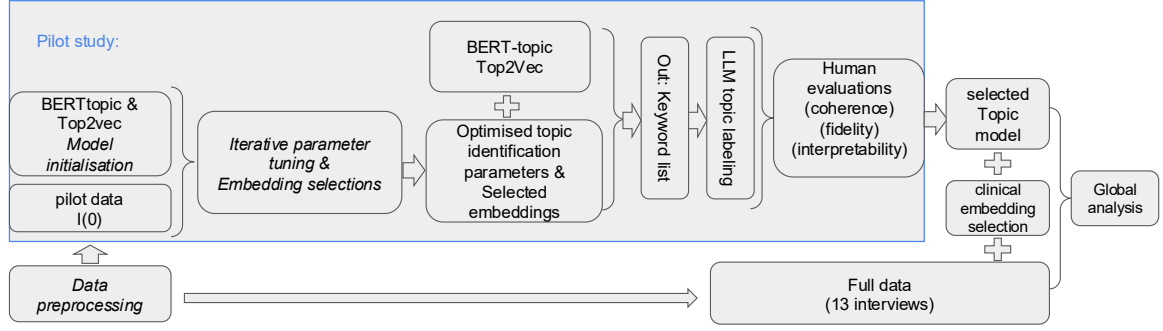 Pilot study:
BERTtopic &
Top2vec
Model
initialisation
pilot data
I(0)
Data
preprocessing
Iterative parameter
tuning &
Embedding selections
BERT-topic
Top2Vec
Optimised topic
identification
parameters &
Selected
embeddings
Out: Keyword list
LLM topic labeling
Human
evaluations
(coherence)
(fidelity)
(interpretability)
selected
Topic
model
clinical
embedding
selection
Full data
(13 interviews)
Global
analysis